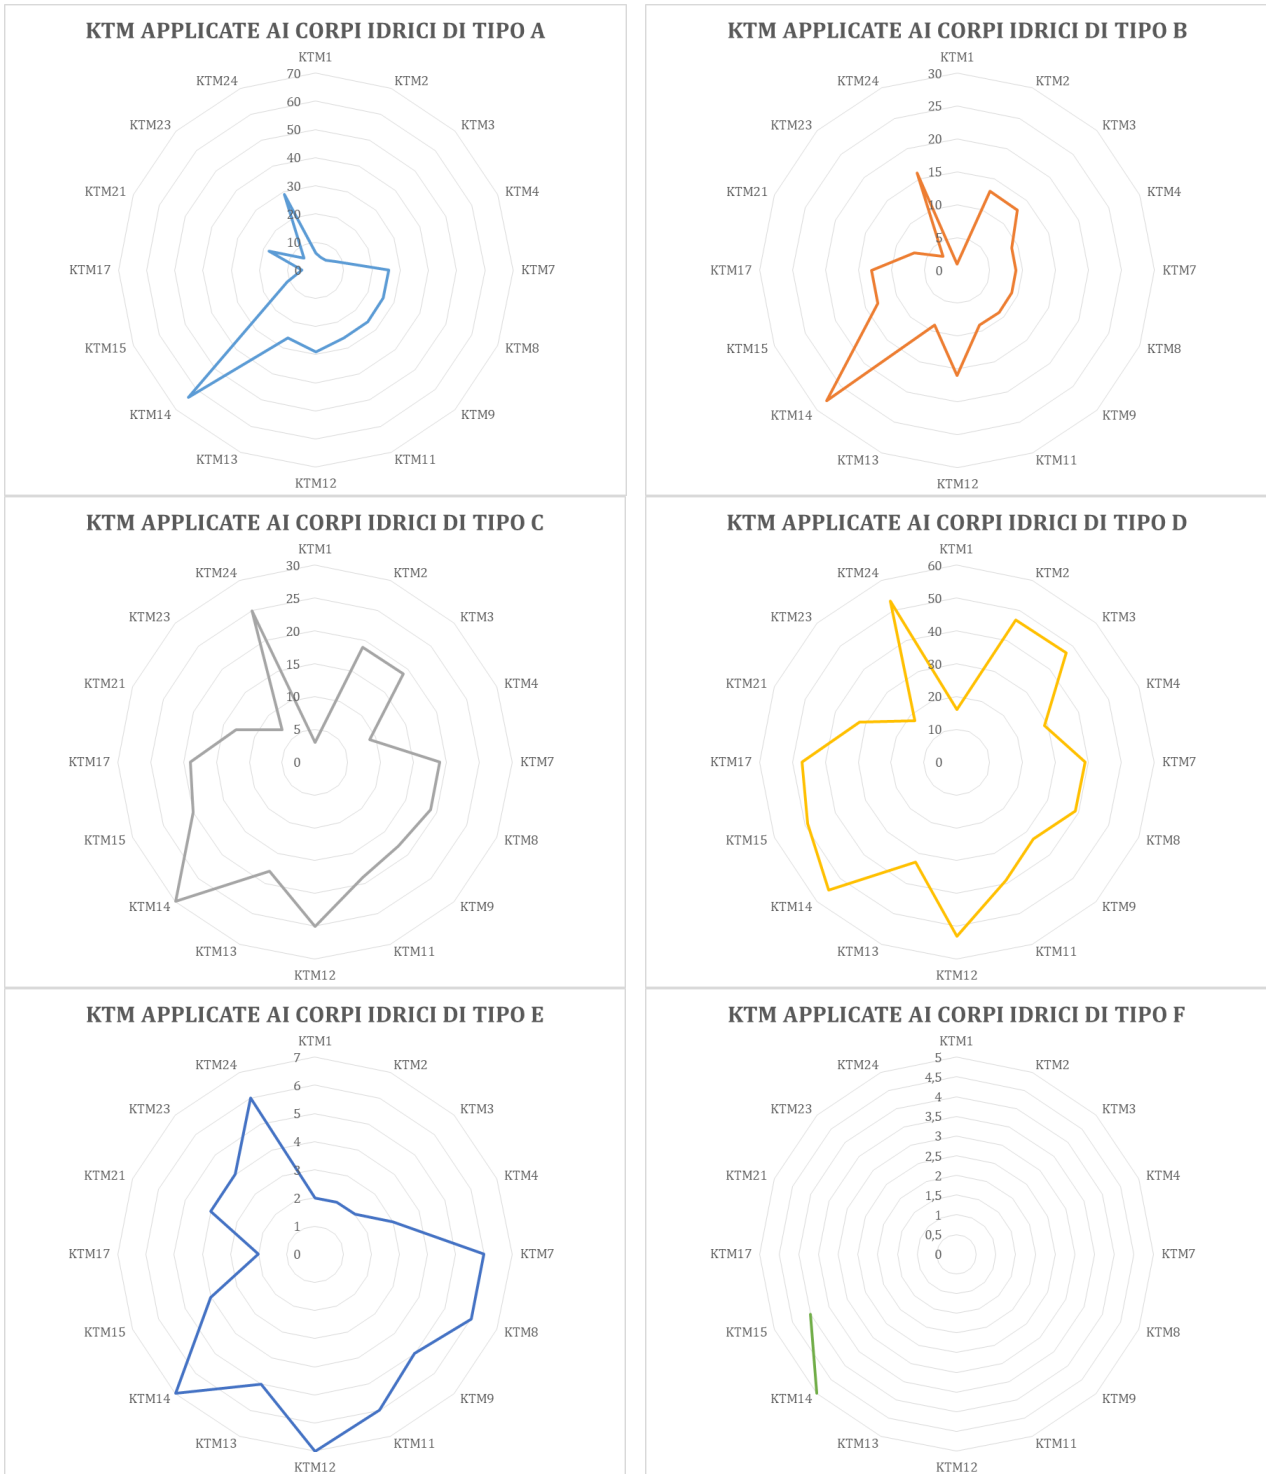 KTM APPLICATE AI CORPI IDRICI DI TIPO A
KTM1
KTM2
KTM3
KTM4
KTM7
KTM8
KTM9
KTM11
KTM12
KTM13
KTM14
KTM15
KTM17
KTM21
KTM23
KTM24
70
60
50
40
30
20
10
0
KTM APPLICATE AI CORPI IDRICI DI TIPO B
KTM1
KTM2
KTM3
KTM4
KTM7
KTM8
KTM9
KTM11
KTM12
KTM13
KTM14
KTM15
KTM17
KTM21
KTM23
KTM24
30
25
20
15
10
5
0
KTM APPLICATE AI CORPI IDRICI DI TIPO C
KTM1
KTM2
KTM3
KTM4
KTM7
KTM8
KTM9
KTM11
KTM12
KTM13
KTM14
KTM15
KTM17
KTM21
KTM23
KTM24
30
25
20
15
10
5
0
KTM APPLICATE AI CORPI IDRICI DI TIPO D
KTM1
KTM2
KTM3
KTM4
KTM7
KTM8
KTM9
KTM11
KTM12
KTM13
KTM14
KTM15
KTM17
KTM21
KTM23
KTM24
60
50
40
30
20
10
0
KTM APPLICATE AI CORPI IDRICI DI TIPO E
KTM1
KTM2
KTM3
KTM4
KTM7
KTM8
KTM9
KTM11
KTM12
KTM13
KTM14
KTM15
KTM17
KTM21
KTM23
KTM24
7
6
5
4
3
2
1
0
KTM APPLICATE AI CORPI IDRICI DI TIPO F
KTM1
KTM2
KTM3
KTM4
KTM7
KTM8
KTM9
KTM11
KTM12
KTM13
KTM14
KTM15
KTM17
KTM21
KTM23
KTM24
5
4,5
4
3,5
3
2,5
2
1,5
1
0,5
0